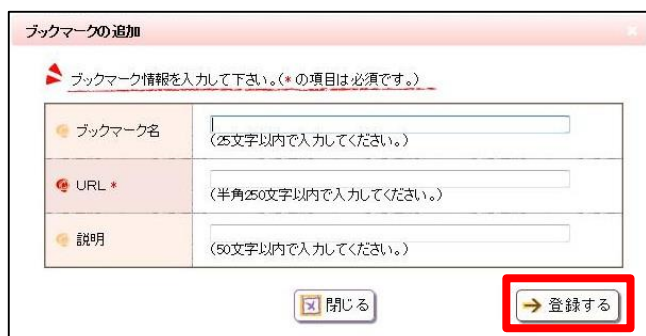 ブックマークの追加
ブックマーク情報を入力して下さい。(* の項目は必須です。)
ブックマーク名
(25文字以内で入力してください。)
URL *
(半角250文字以内で入力してください。)
説明
(50文字以内で入力してください。)
閉じる
登録する